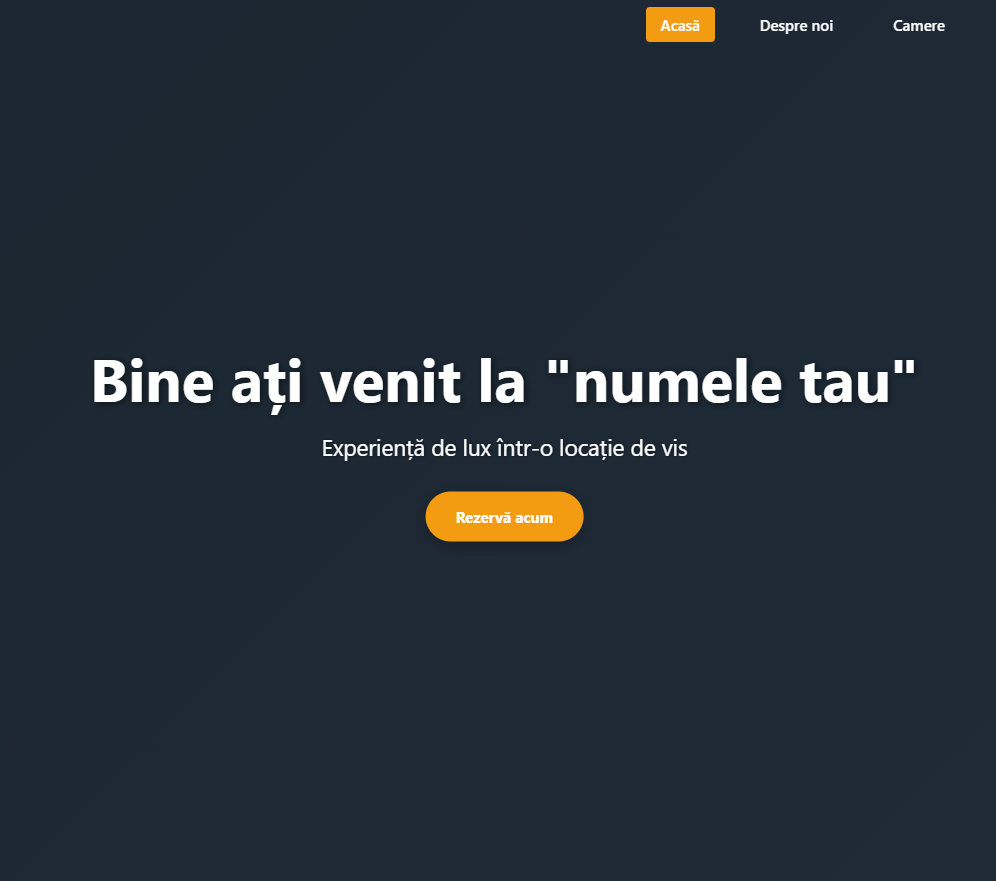 Acasă Despre noi Camere
Bine ați venit la "numele tau"
Experiență de lux într-o locație de vis
Rezervă acum